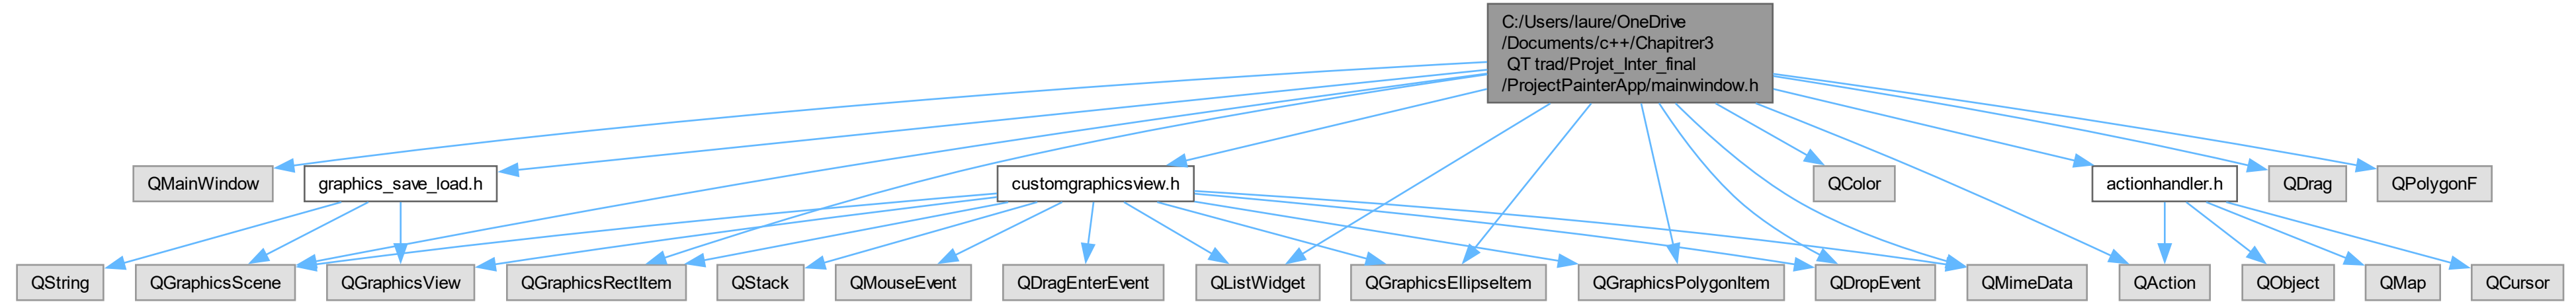 C:/Users/laure/OneDrive
/Documents/c++/Chapitrer3
QT trad/Projet_Inter_final
/ProjectPainterApp/mainwindow.h
QMainWindow
graphics_save_load.h
customgraphicsview.h
QColor
actionhandler.h
QDrag
QPolygonF
QString
QGraphicsScene
QGraphicsView
QGraphicsRectItem
QStack
QMouseEvent
QDragEnterEvent
QListWidget
QGraphicsEllipseItem
QGraphicsPolygonItem
QDropEvent
QMimeData
QAction
QObject
QMap
QCursor